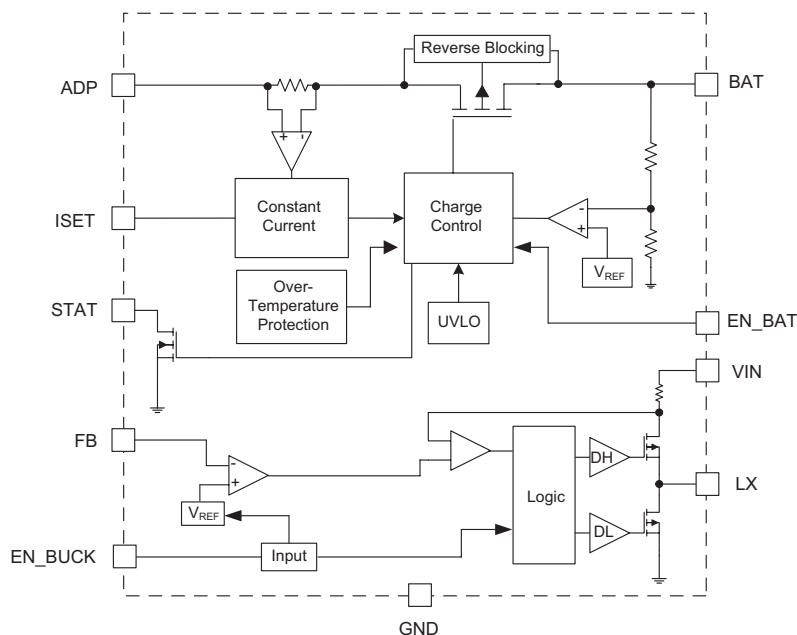 Reverse Blocking
ADP
BAT
+ -
ISET
Constant
Current
Charge
Control
-
+
VREF
Over-
Temperature
Protection
UVLO
STAT
EN_BAT
VIN
FB
-
+
VREF
DH
Logic
LX
DL
EN_BUCK
Input
GND